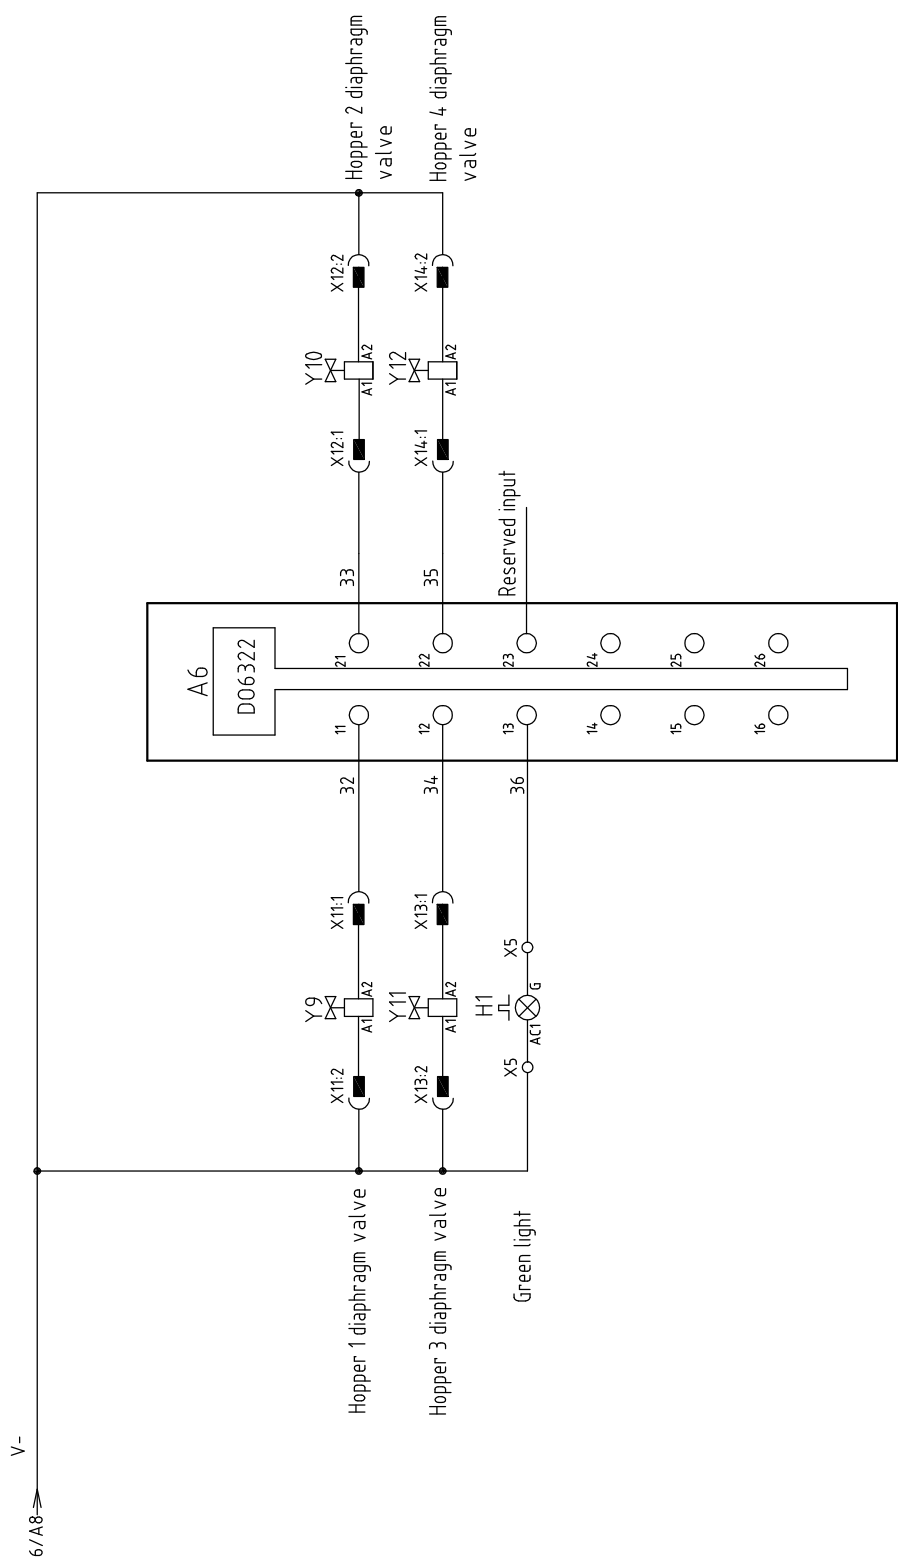 V-
6/A8
A6
DO6322
Y9
Y10
X11:2
X11:1
32
11
21
33
X12:1
X12:2
Hopper 1 diaphragm valve
A1
A2
A1
A2
Hopper 2 diaphragm
valve
Y11
Y12
X13:2
X13:1
34
12
22
35
X14:1
X14:2
Hopper 3 diaphragm valve
A1
A2
A1
A2
Hopper 4 diaphragm
valve
H1
X5
X5
36
13
23
Reserved input
Green light
AC1
G
14
24
15
25
16
26